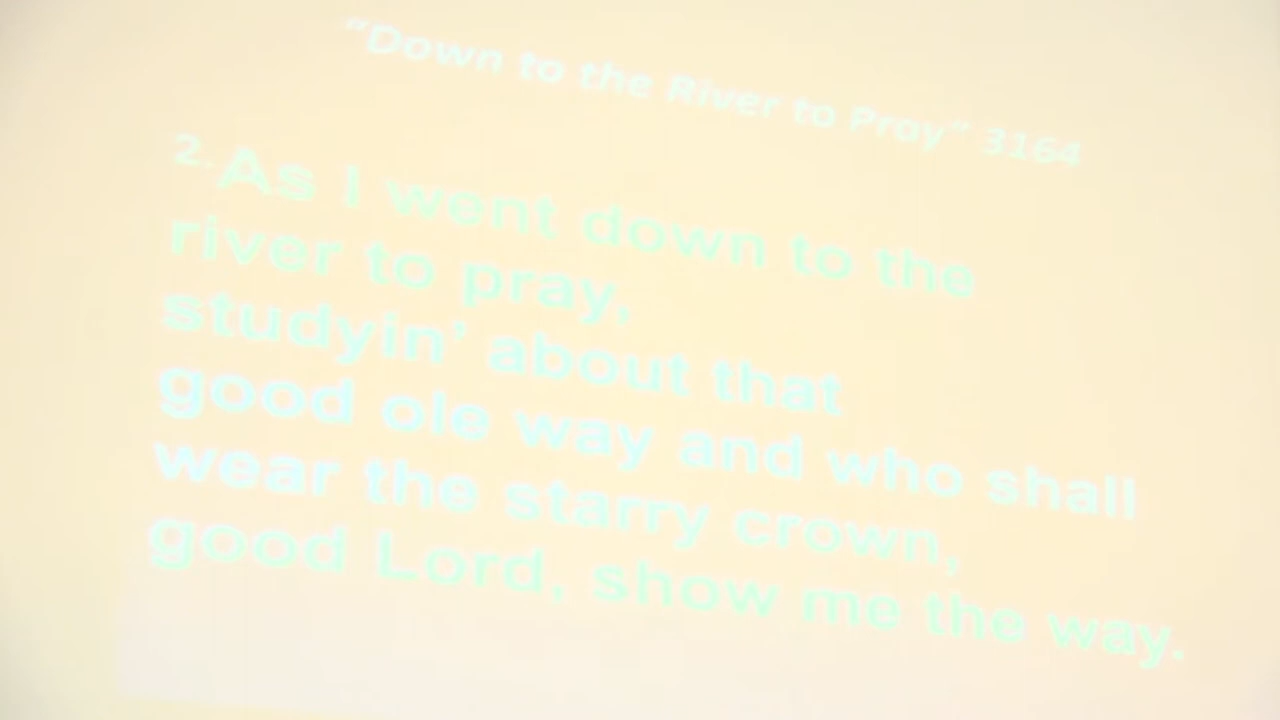 "Down to the River to Pray" 3164
2. As I went down to the
river to pray,
studyin' about that
good ole way and who shall
wear the starry crown,
good Lord, show me the way.